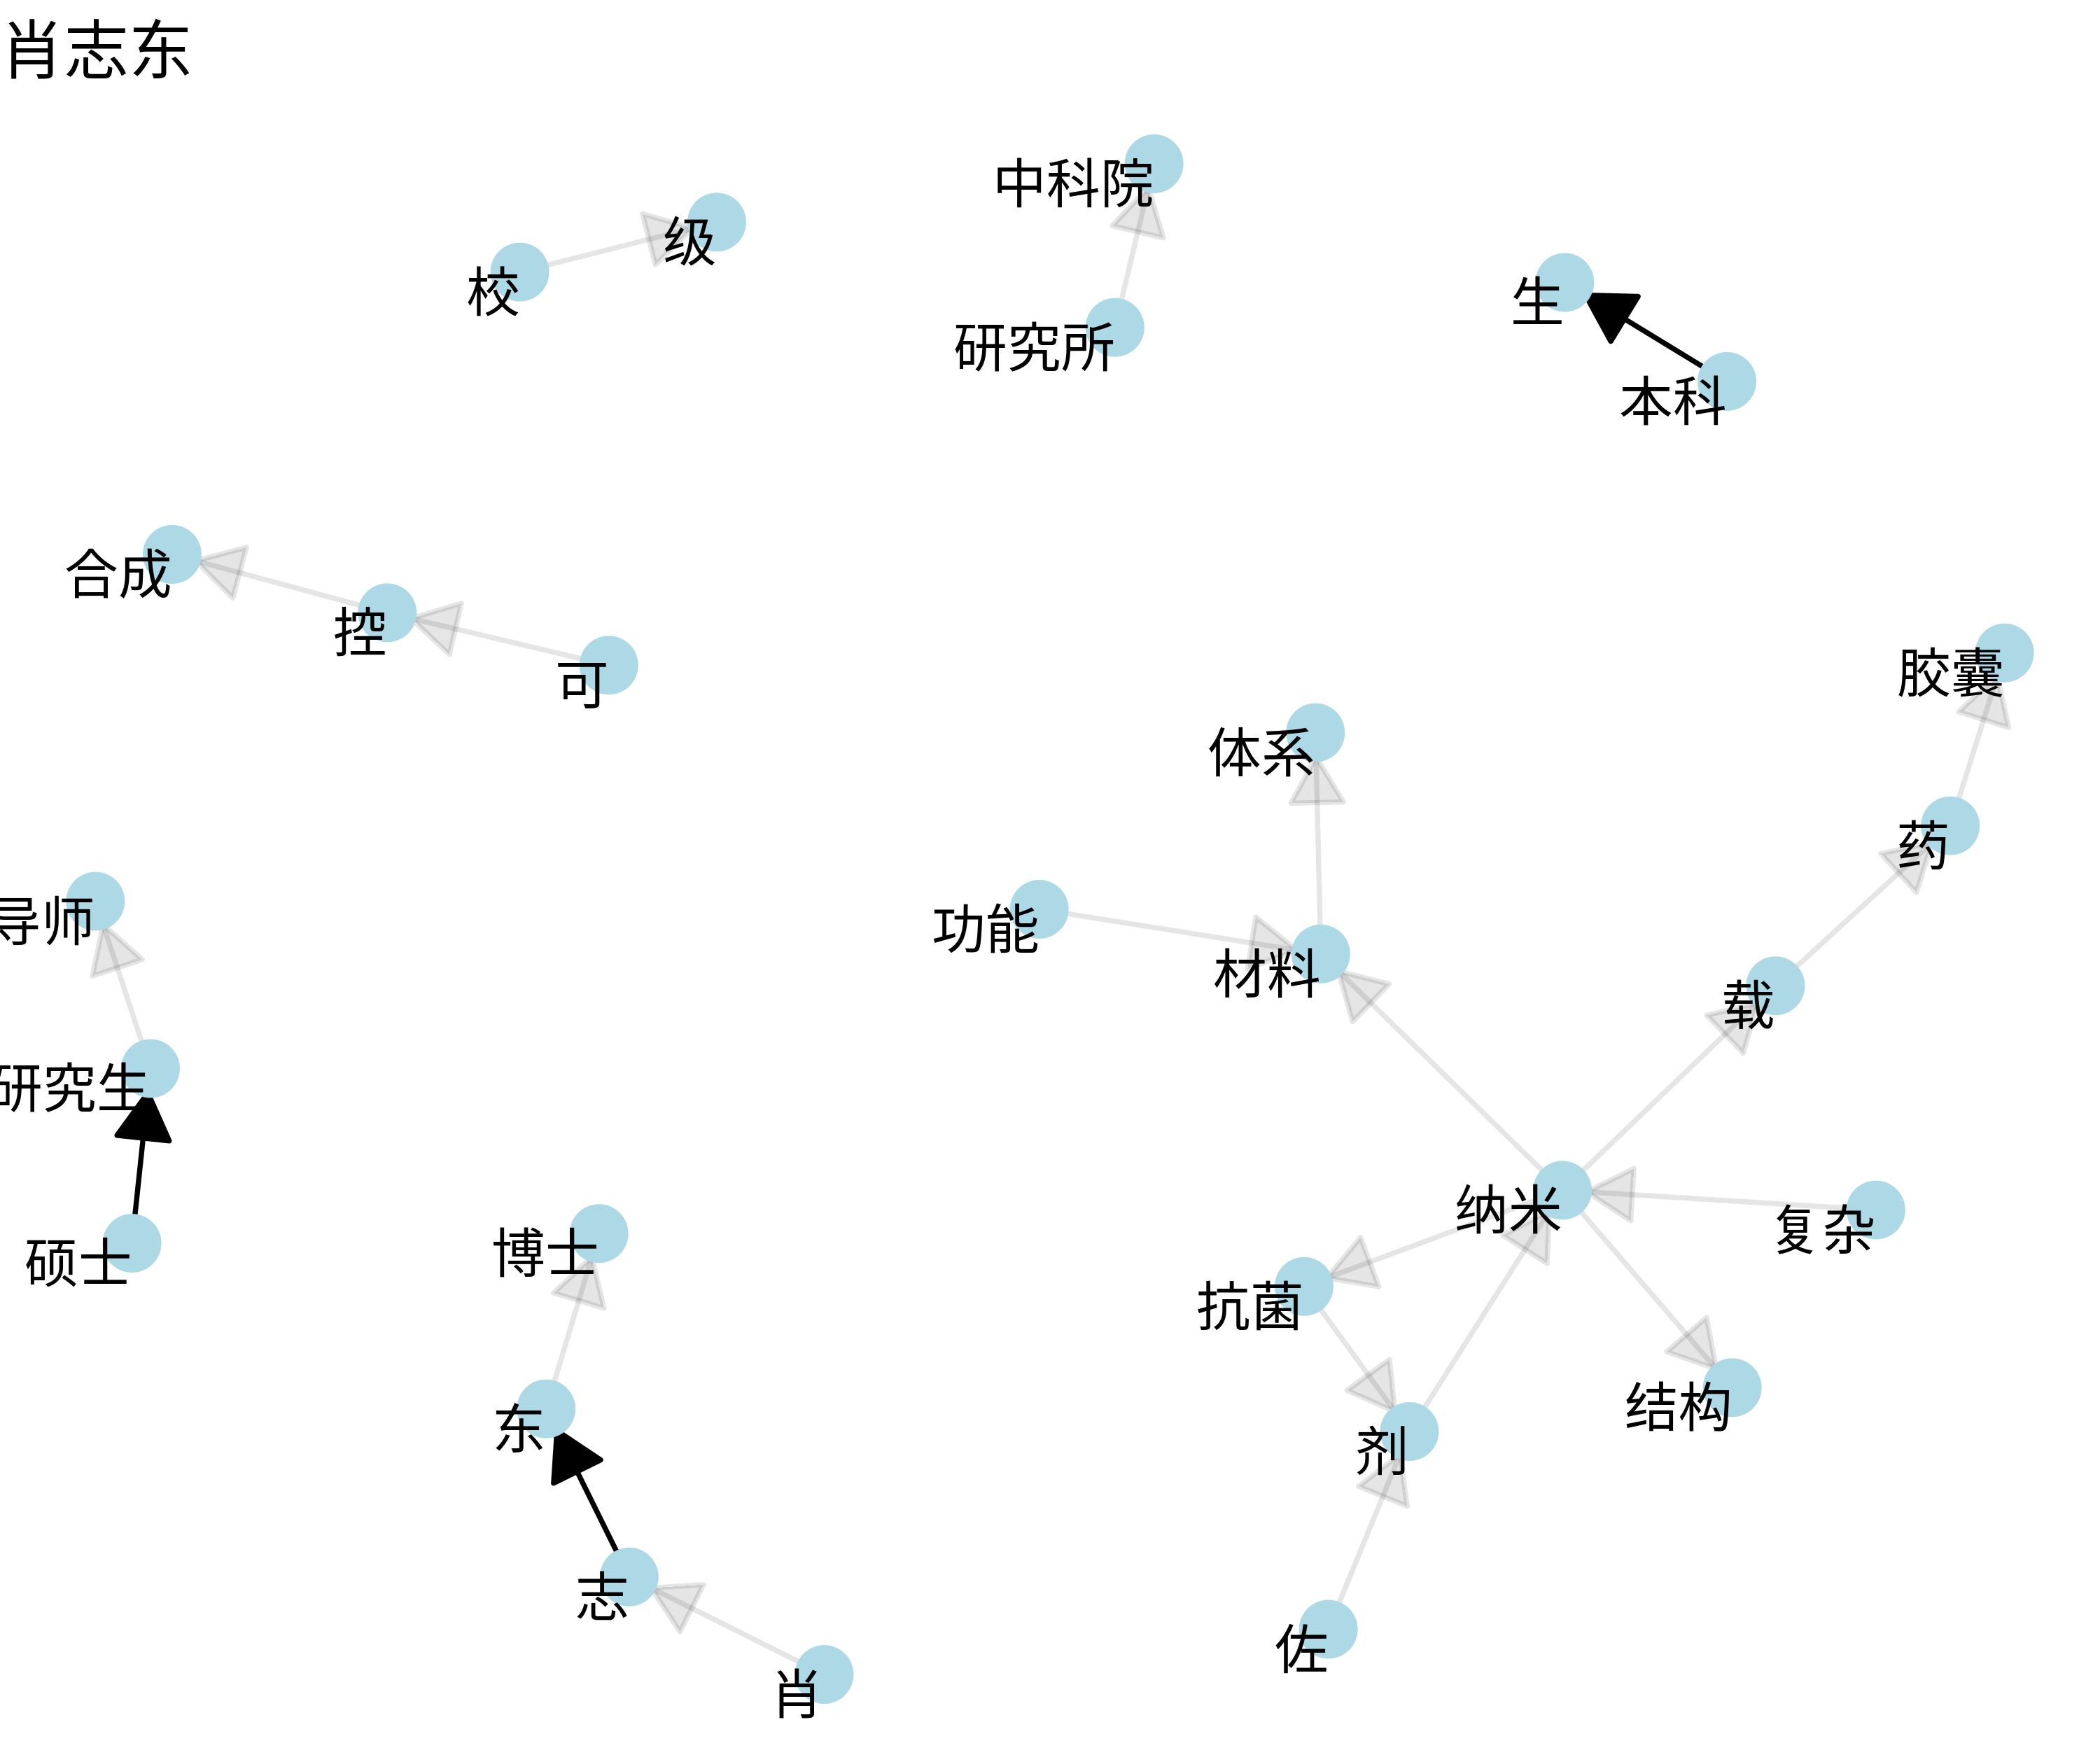 肖志东
中科院
级
校
研究所
生
本科
合成
控
可
胶囊
体系
药
导师
功能
材料
载
研究生
纳米
复杂
博士
硕士
抗菌
结构
东
剂
志
佐
肖